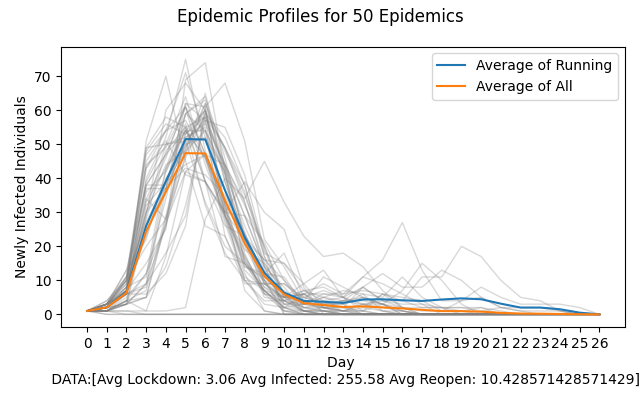 Epidemic Profiles for 50 Epidemics
Average of Running
Average of All
Newly Infected Individuals
70
60
50
40
30
20
10
0
0 1 2 3 4 5 6 7 8 9 10 11 12 13 14 15 16 17 18 19 20 21 22 23 24 25 26
Day
DATA:[Avg Lockdown: 3.06 Avg Infected: 255.58 Avg Reopen: 10.428571428571429]